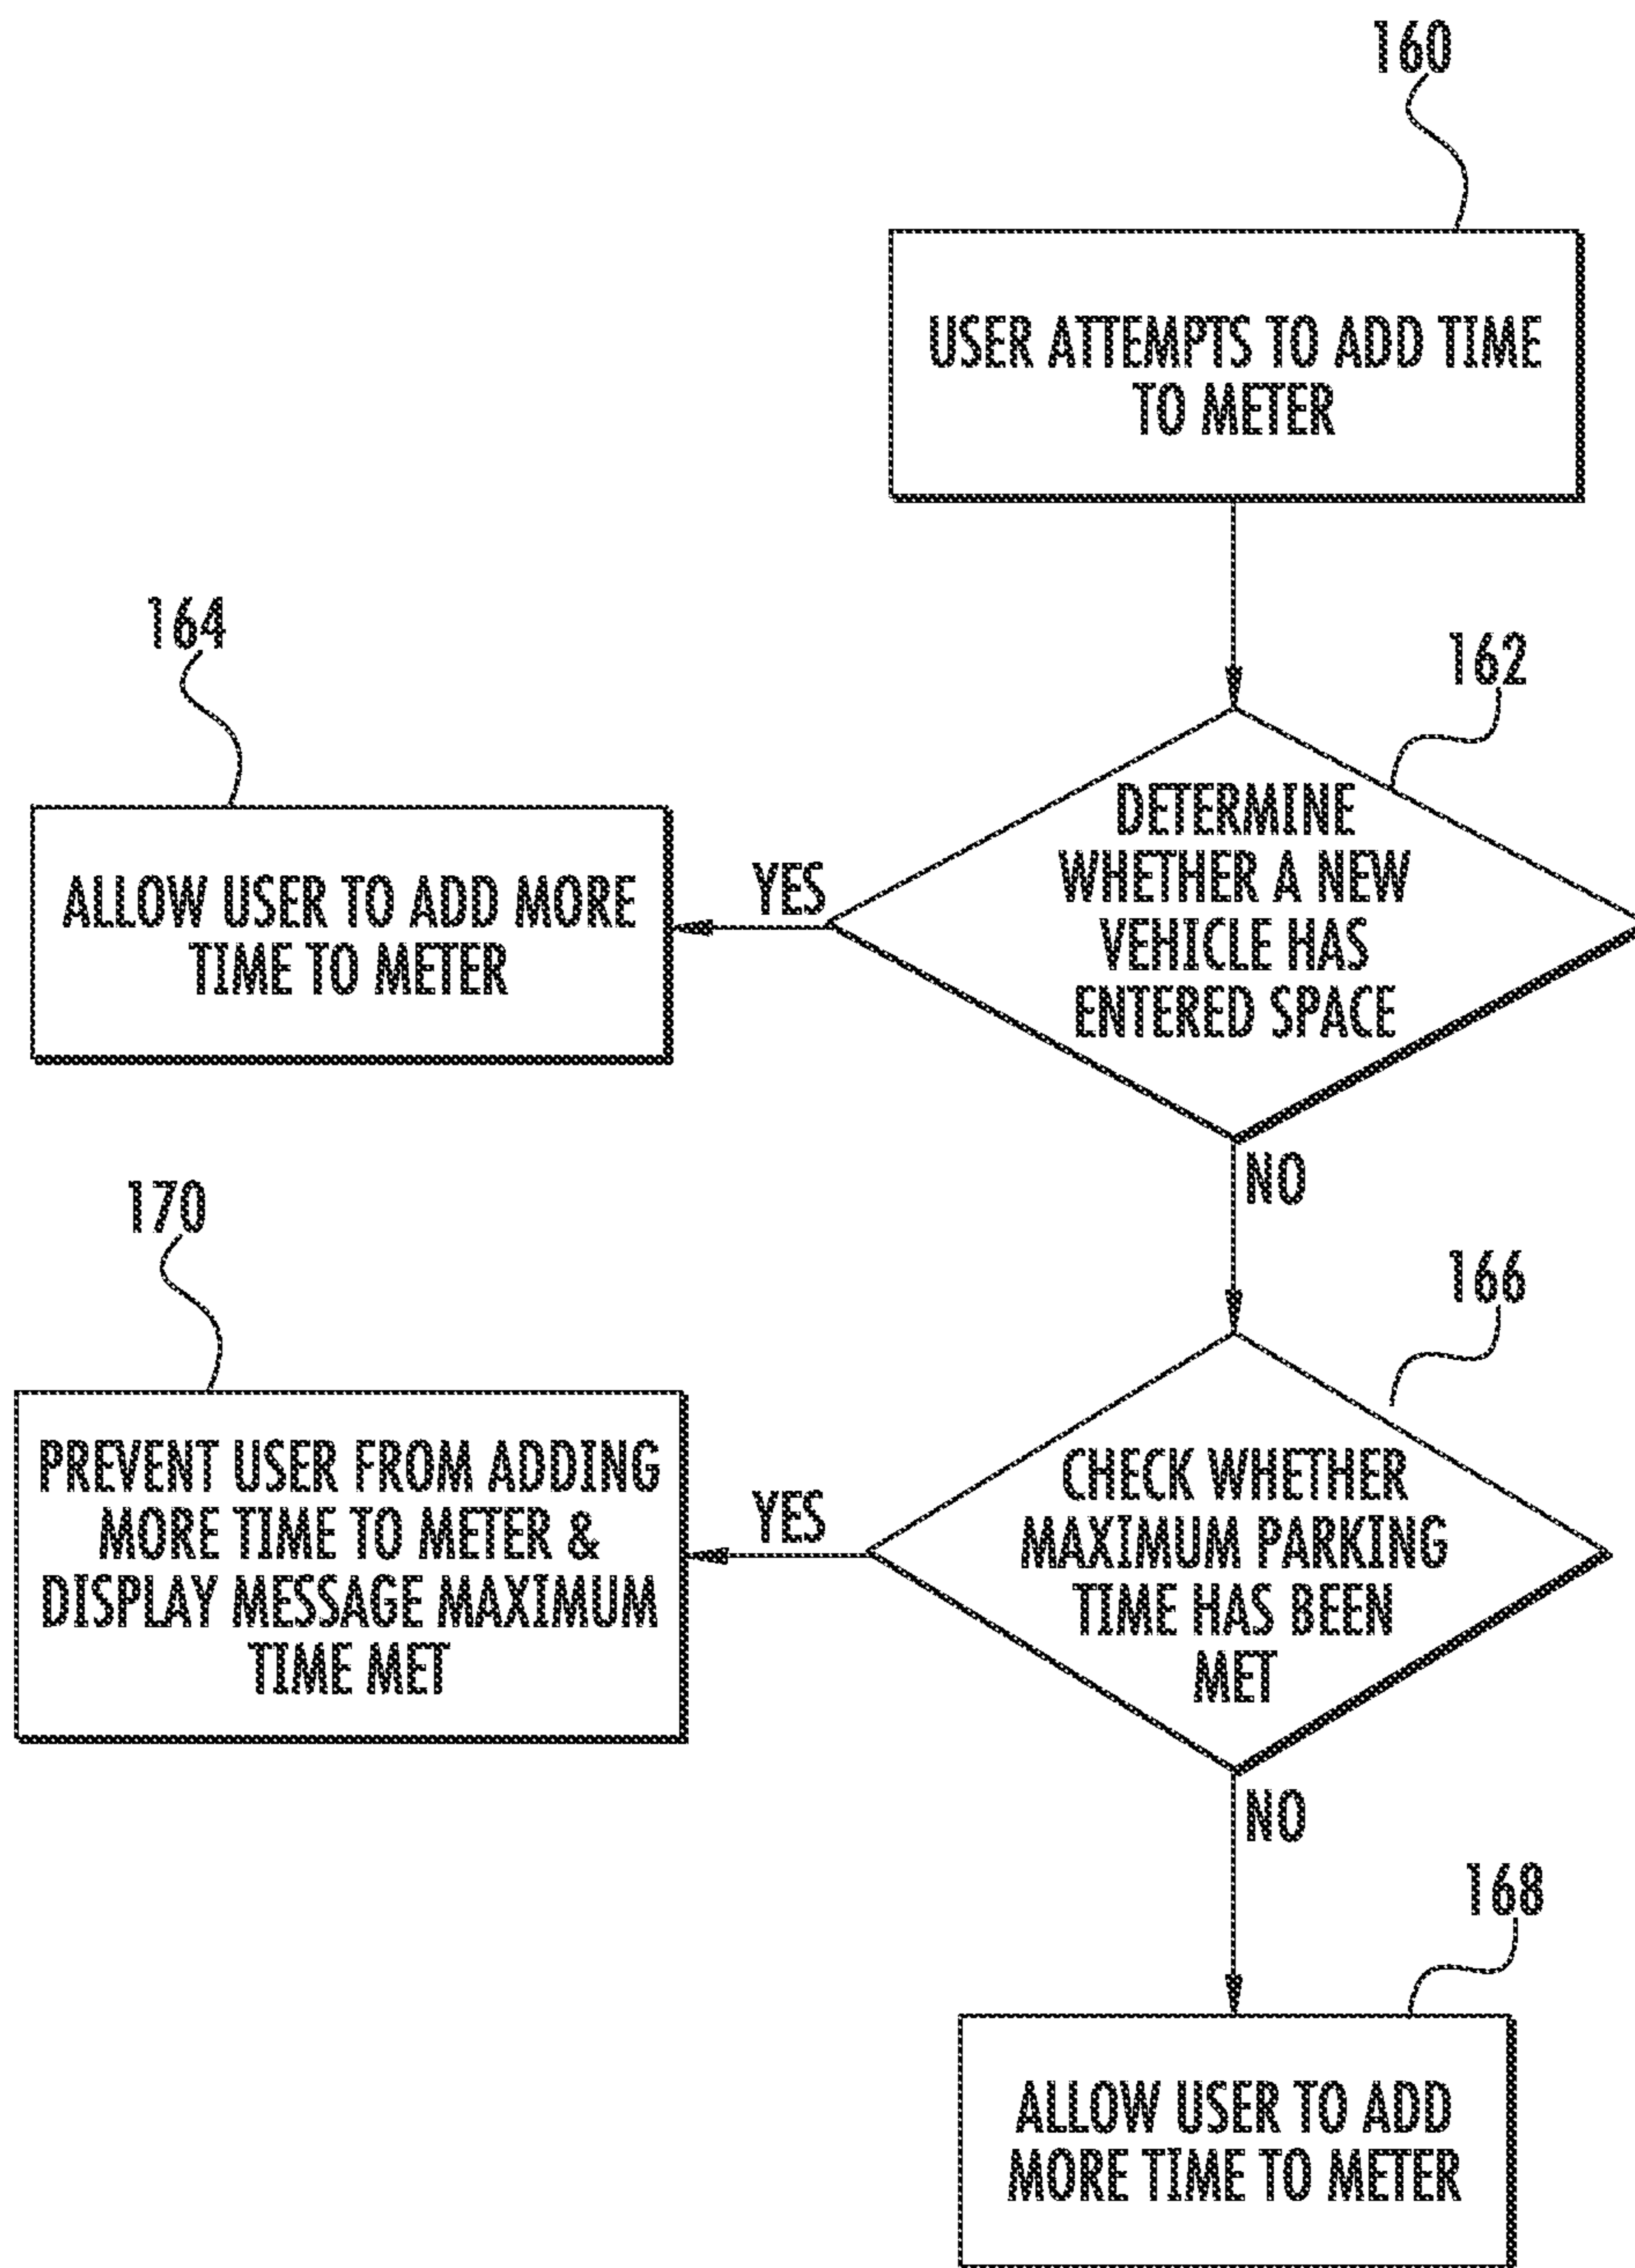 160
USER ATTEMPTS TO ADD TIME
TO METER
164
162
ALLOW USER TO ADD MORE
TIME TO METER
YES
DETERMINE
WHETHER A NEW
VEHICLE HAS
ENTERED SPACE
NO
170
166
PREVENT USER FROM ADDING
MORE TIME TO METER &
DISPLAY MESSAGE MAXIMUM
TIME MET
YES
CHECK WHETHER
MAXIMUM PARKING
TIME HAS BEEN
MET
NO
168
ALLOW USER TO ADD
MORE TIME TO METER